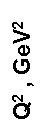 Q², GeV²